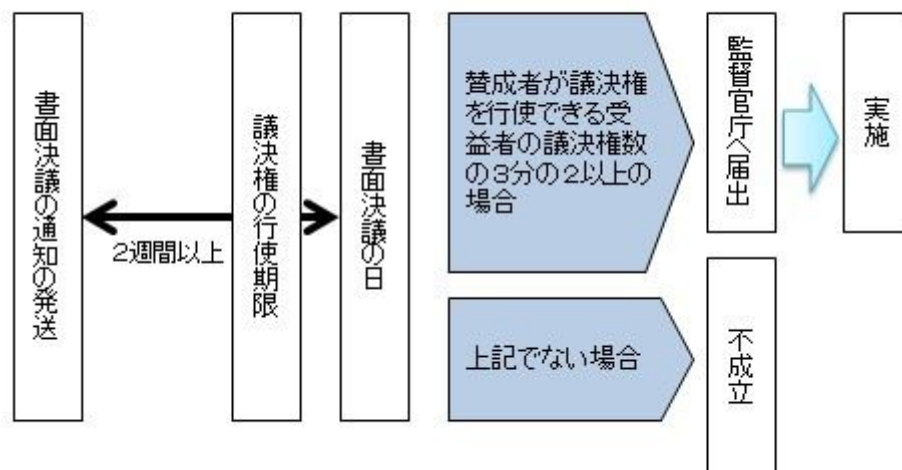 書面決議の通知の発送
2週間以上
議決権の行使期限
書面決議の日
賛成者が議決権
を行使できる受
益者の議決権数
の3分の2以上の
場合
監督官庁へ届出
実施
上記でない場合
不成立